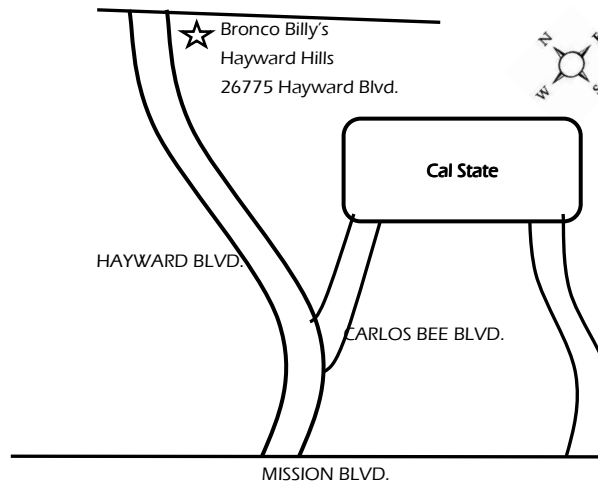 Bronco Billy's
Hayward Hills
26775 Hayward Blvd.
N
W
S
Cal State
HAYWARD BLVD.
CARLOS BEE BLVD.
MISSION BLVD.